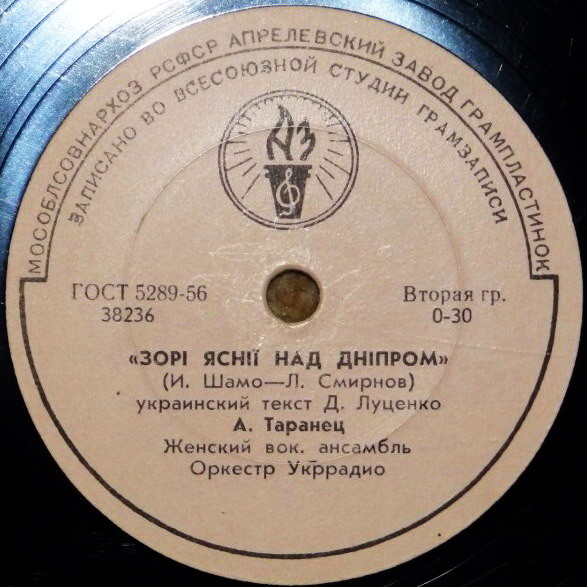 МОСОБЛСОВНАРХОЗ РСФСР АПРЕЛЕВСКИЙ ЗАВОД ГРАМПЛАСТИНОК
ЗАПИСАНО ВО ВСЕСОЮЗНОЙ СТУДИИ ГРАМЗАПИСИ
АЗ
ГОСТ 5289-56
38236
Вторая гр.
0-30
«ЗОРІ ЯСНІЇ НАД ДНІПРОМ»
(И. Шамо—Л. Смирнов)
украинский текст Д. Луценко
А. Таранец
Женский вок. ансамбль
Оркестр Укррадио